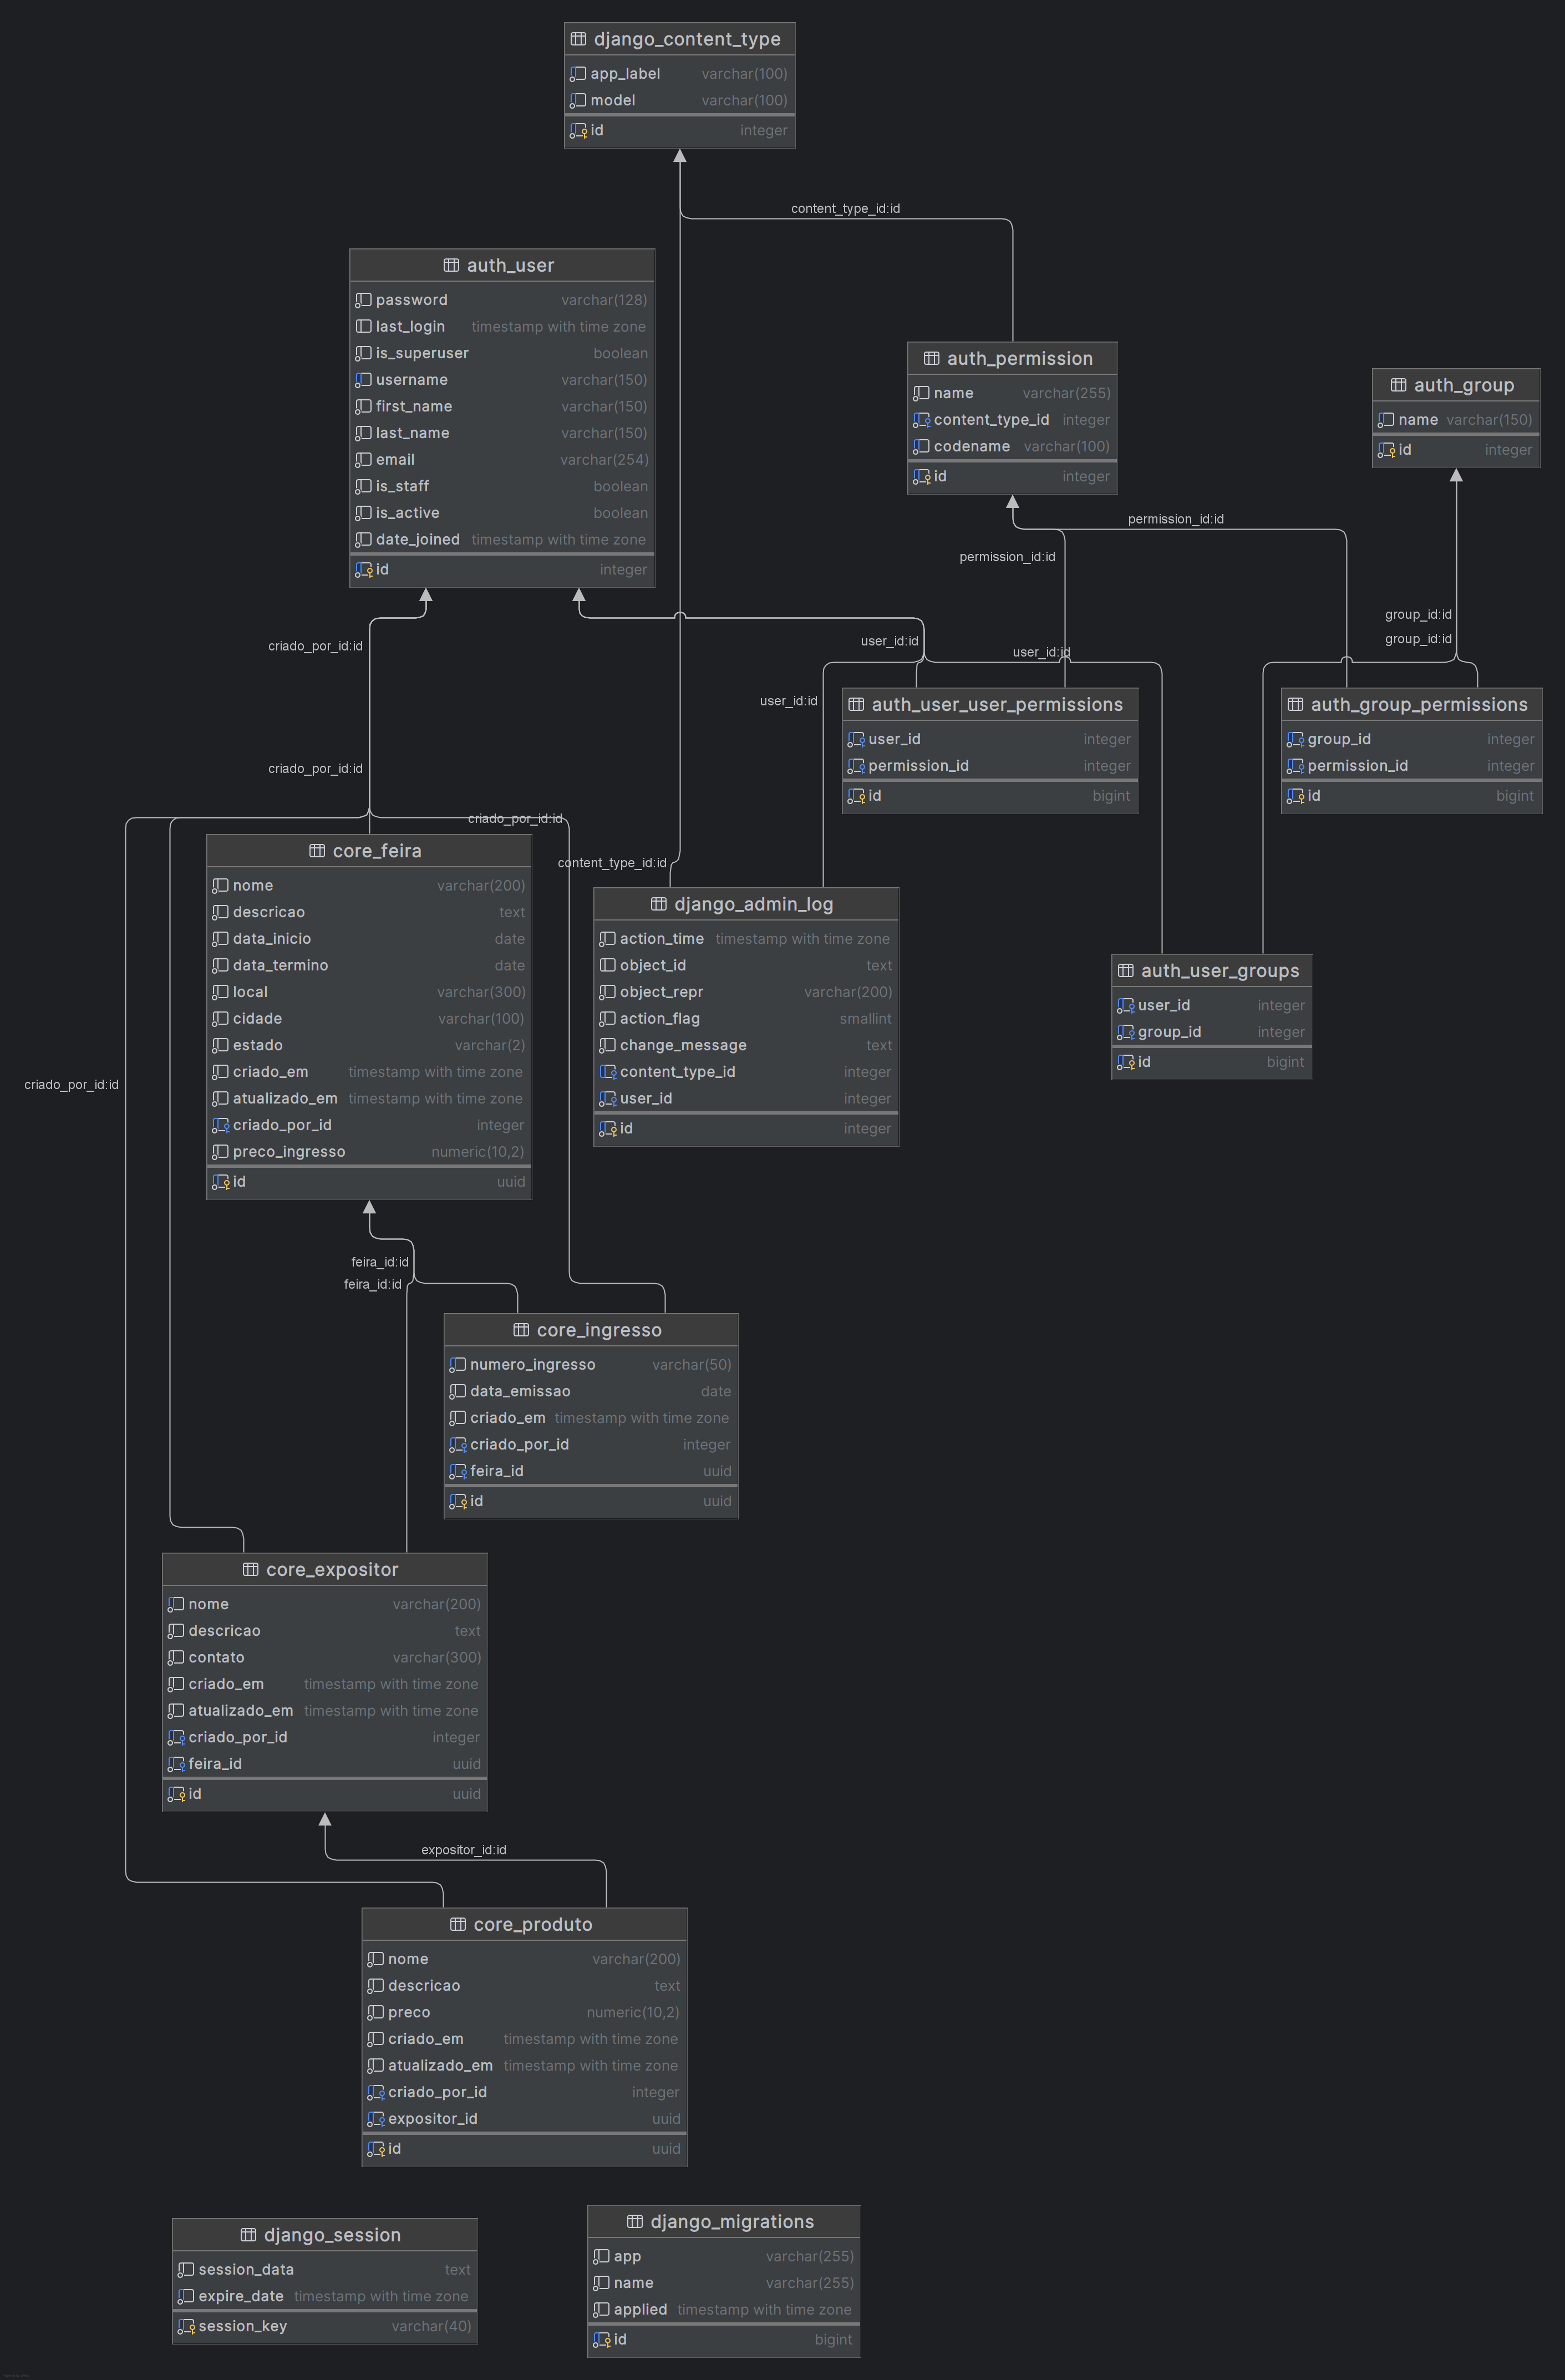 django_content_type
app_label varchar(100)
model varchar(100)
id integer
content_type_id:id
auth_user
password varchar(128)
last_login timestamp with time zone
is_superuser boolean
username varchar(150)
first_name varchar(150)
last_name varchar(150)
email varchar(254)
is_staff boolean
is_active boolean
date_joined timestamp with time zone
id integer
auth_permission
name varchar(255)
content_type_id integer
codename varchar(100)
id integer
auth_group
name varchar(150)
id integer
permission_id:id
permission_id:id
group_id:id
group_id:id
criado_por_id:id
user_id:id
user_id:id
user_id:id
auth_user_user_permissions
user_id integer
permission_id integer
id bigint
auth_group_permissions
group_id integer
permission_id integer
id bigint
criado_por_id:id
criado_por_id:id
content_type_id:id
core_feira
nome varchar(200)
descricao text
data_inicio date
data_termino date
local varchar(300)
cidade varchar(100)
estado varchar(2)
criado_em timestamp with time zone
atualizado_em timestamp with time zone
criado_por_id integer
preco_ingresso numeric(10,2)
id uuid
django_admin_log
action_time timestamp with time zone
object_id text
object_repr varchar(200)
action_flag smallint
change_message text
content_type_id integer
user_id integer
id integer
auth_user_groups
user_id integer
group_id integer
id bigint
criado_por_id:id
feira_id:id
feira_id:id
core_ingresso
numero_ingresso varchar(50)
data_emissao date
criado_em timestamp with time zone
criado_por_id integer
feira_id uuid
id uuid
core_expositor
nome varchar(200)
descricao text
contato varchar(300)
criado_em timestamp with time zone
atualizado_em timestamp with time zone
criado_por_id integer
feira_id uuid
id uuid
expositor_id:id
core_produto
nome varchar(200)
descricao text
preco numeric(10,2)
criado_em timestamp with time zone
atualizado_em timestamp with time zone
criado_por_id integer
expositor_id uuid
id uuid
django_session
session_data text
expire_date timestamp with time zone
session_key varchar(40)
django_migrations
app varchar(255)
name varchar(255)
applied timestamp with time zone
id bigint